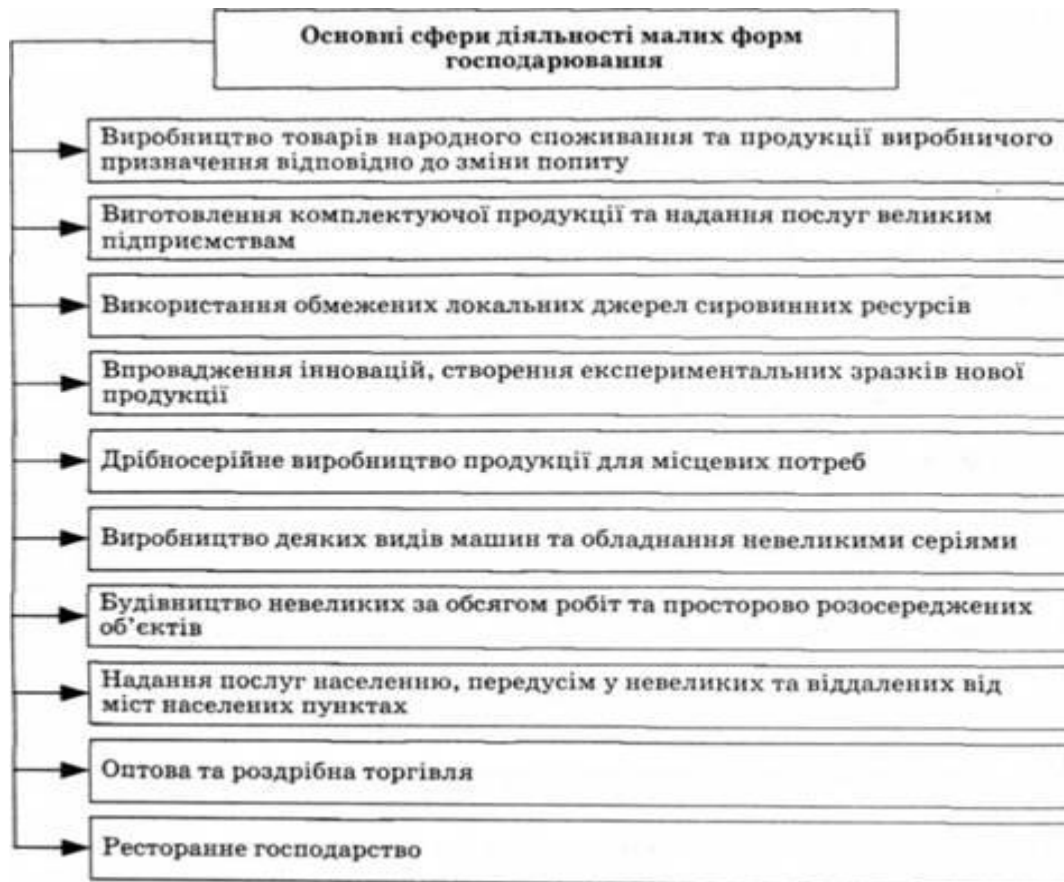 Основні сфери діяльності малих форм
господарювання
Виробництво товарів народного споживання та продукції виробничого
призначення відповідно до зміни попиту
Виготовлення комплектуючої продукції та надання послуг великим
підприємствам
Використання обмежених локальних джерел сировинних ресурсів
Впровадження інновацій, створення експериментальних зразків нової
продукції
Дрібносерійне виробництво продукції для місцевих потреб
Виробництво деяких видів машин та обладнання невеликими серіями
Будівництво невеликих за обсягом робіт та просторово розосереджених
об’єктів
Надання послуг населенню, передусім у невеликих та віддалених від
міст населених пунктах
Оптова та роздрібна торгівля
Ресторанне господарство